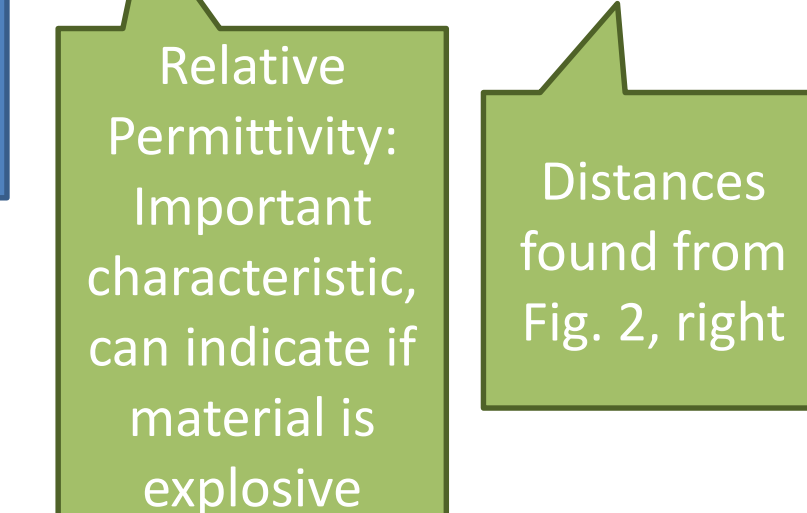 Relative
Permittivity:
Important
characteristic,
can indicate if
material is
explosive
Distances
found from
Fig. 2, right